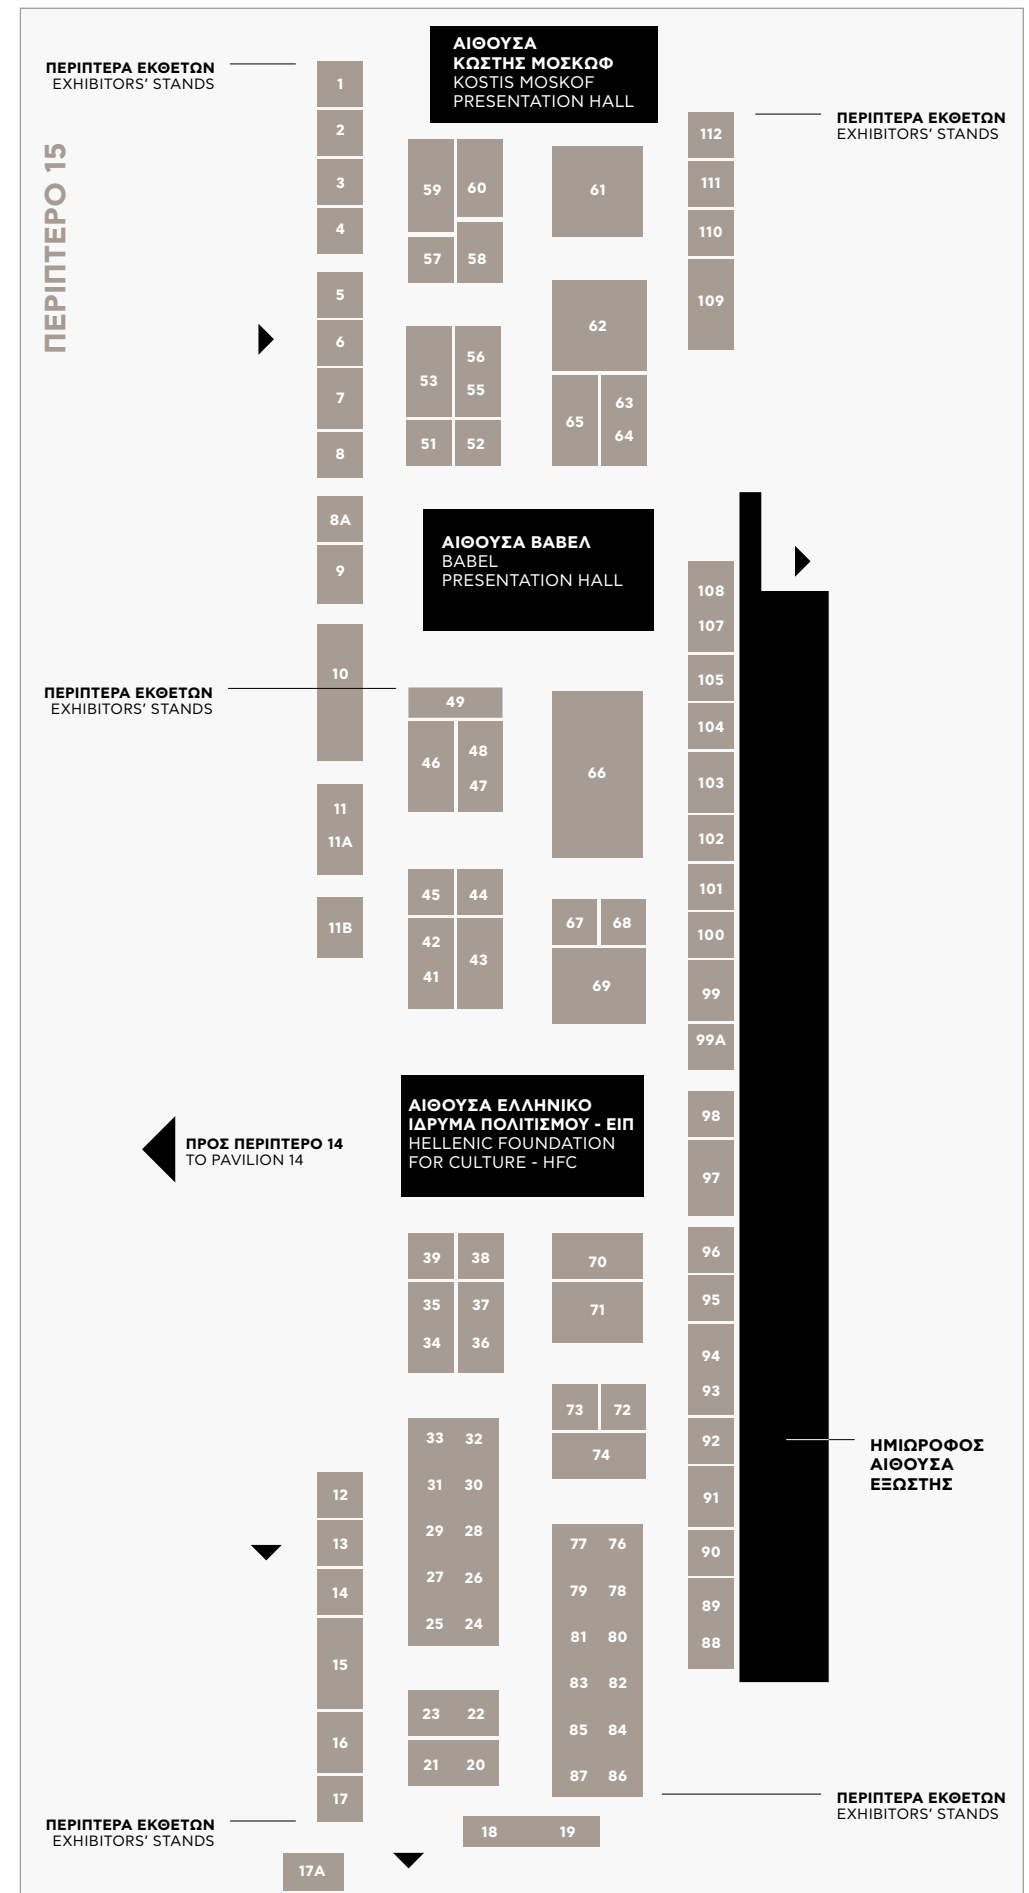 ΠΕΡΙΠΤΕΡΑ ΕΚΘΕΤΩΝ
EXHIBITORS' STANDS
ΑΙΘΟΥΣΑ
ΚΩΣΤΗΣ ΜΟΣΚΩΦ
KOSTIS MOSKOF
PRESENTATION HALL
ΠΕΡΙΠΤΕΡΑ ΕΚΘΕΤΩΝ
EXHIBITORS' STANDS
ΠΕΡΙΠΤΕΡΟ 15
1
2
3
4
5
6
7
8
8A
9
10
11
11A
11B
59 60
57 58
53 56
55
51 52
61
62
65 63
64
112
111
110
109
ΑΙΘΟΥΣΑ ΒΑΒΕΛ
BABEL
PRESENTATION HALL
108
107
105
104
103
102
101
100
99
99A
98
97
96
95
94
93
92
91
90
89
88
ΠΕΡΙΠΤΕΡΑ ΕΚΘΕΤΩΝ
EXHIBITORS' STANDS
49
46 48
47
45 44
42 43
41
66
67 68
69
ΠΡΟΣ ΠΕΡΙΠΤΕΡΟ 14
TO PAVILION 14
ΑΙΘΟΥΣΑ ΕΛΛΗΝΙΚΟ
ΙΔΡΥΜΑ ΠΟΛΙΤΙΣΜΟΥ - ΕΙΠ
HELLENIC FOUNDATION
FOR CULTURE - HFC
39 38
35 37
34 36
70
71
73 72
74
33 32
31 30
29 28
27 26
25 24
23 22
21 20
77 76
79 78
81 80
83 82
85 84
87 86
ΗΜΙΩΡΟΦΟΣ
ΑΙΘΟΥΣΑ
ΕΞΩΣΤΗΣ
12
13
14
15
16
17
ΠΕΡΙΠΤΕΡΑ ΕΚΘΕΤΩΝ
EXHIBITORS' STANDS
17A
18 19
ΠΕΡΙΠΤΕΡΑ ΕΚΘΕΤΩΝ
EXHIBITORS' STANDS